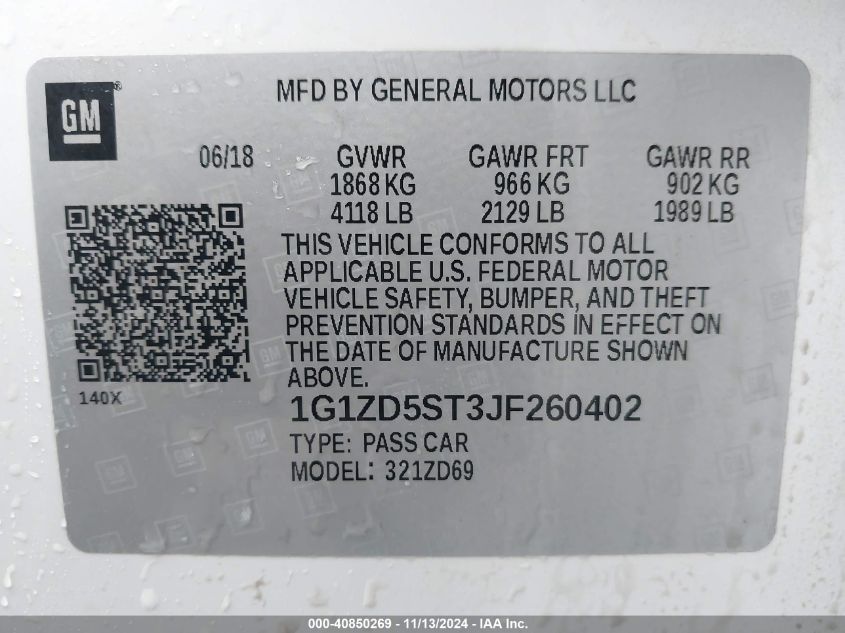 GM®
MFD BY GENERAL MOTORS LLC
06/18 GVWR GAWR FRT GAWR RR
1868 KG 966 KG 902 KG
4118 LB 2129 LB 1989 LB
THIS VEHICLE CONFORMS TO ALL
APPLICABLE U.S. FEDERAL MOTOR
VEHICLE SAFETY, BUMPER, AND THEFT
PREVENTION STANDARDS IN EFFECT ON
THE DATE OF MANUFACTURE SHOWN
ABOVE.
140X
1G1ZD5ST3JF260402
TYPE: PASS CAR
MODEL: 321ZD69
000-40850269 - 11/13/2024 - IAA Inc.